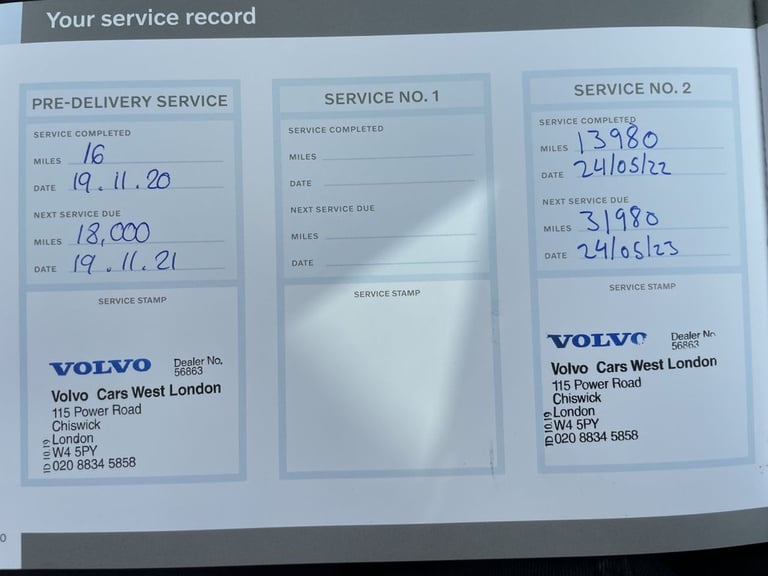 Your service record
PRE-DELIVERY SERVICE
SERVICE COMPLETED
MILES 16
DATE 19.11.20
NEXT SERVICE DUE
MILES 18,000
DATE 19.11.21
SERVICE STAMP
VOLVO Dealer No. 56863
Volvo Cars West London
115 Power Road
Chiswick
London
W4 5PY
020 8834 5858
ID 10.19
SERVICE NO. 1
SERVICE COMPLETED
MILES
DATE
NEXT SERVICE DUE
MILES
DATE
SERVICE STAMP
SERVICE NO. 2
SERVICE COMPLETED
MILES 13980
DATE 24/05/22
NEXT SERVICE DUE
MILES 31980
DATE 24/05/23
SERVICE STAMP
VOLVO Dealer No. 56863
Volvo Cars West London
115 Power Road
Chiswick
London
W4 5PY
020 8834 5858
ID 10.19
0